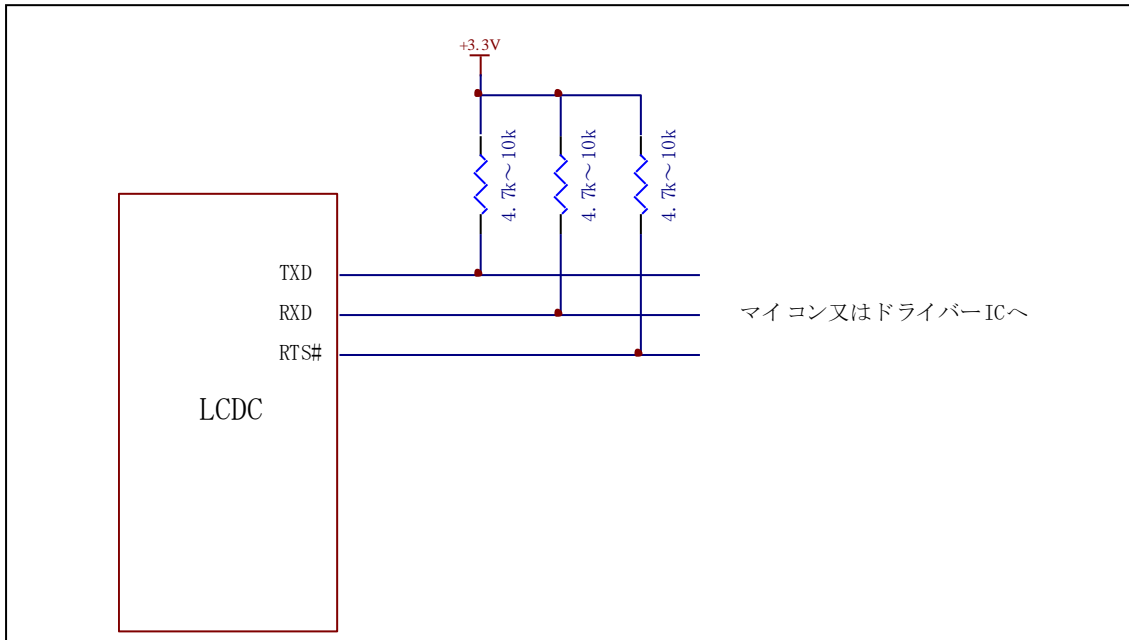 +3.3V
4.7k～10k
4.7k～10k
4.7k～10k
TXD
RXD
RTS#
マイコン又はドライバーICへ
LCDC